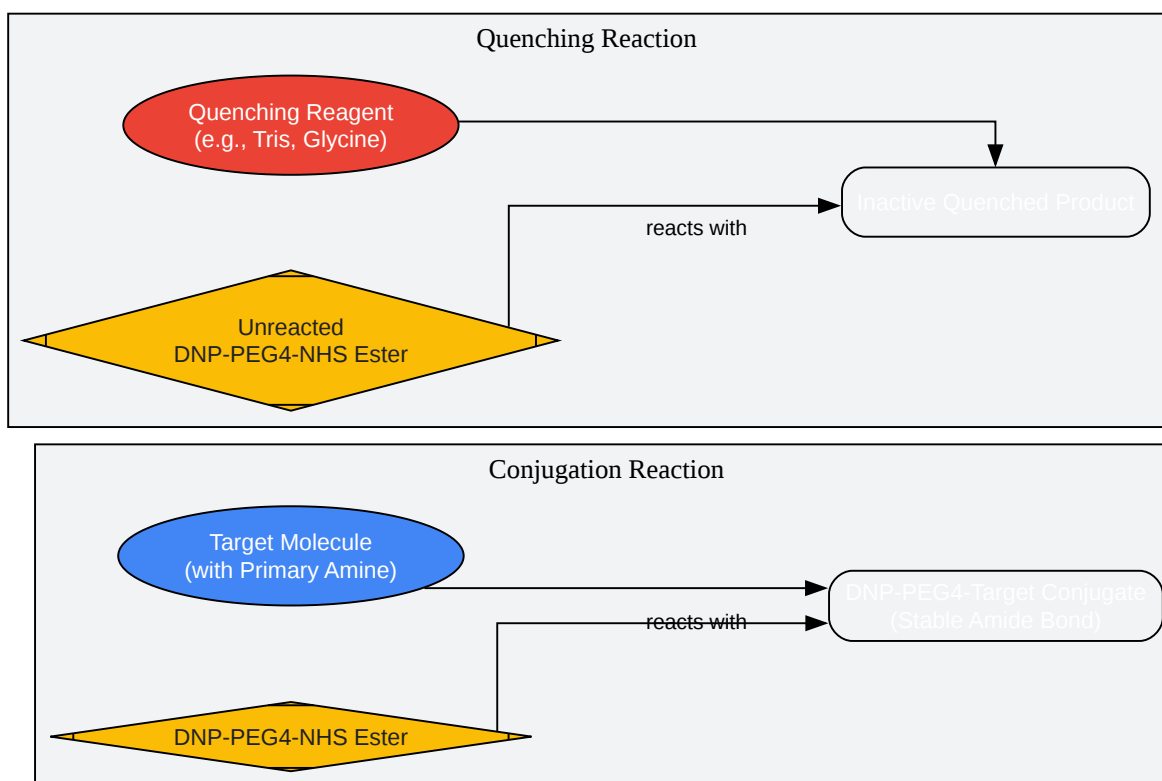 Quenching Reaction
Quenching Reagent
(e.g., Tris, Glycine)
Inactive Quenched Product
reacts with
Unreacted
DNP-PEG4-NHS Ester
Conjugation Reaction
Target Molecule
(with Primary Amine)
DNP-PEG4-Target Conjugate
(Stable Amide Bond)
reacts with
DNP-PEG4-NHS Ester